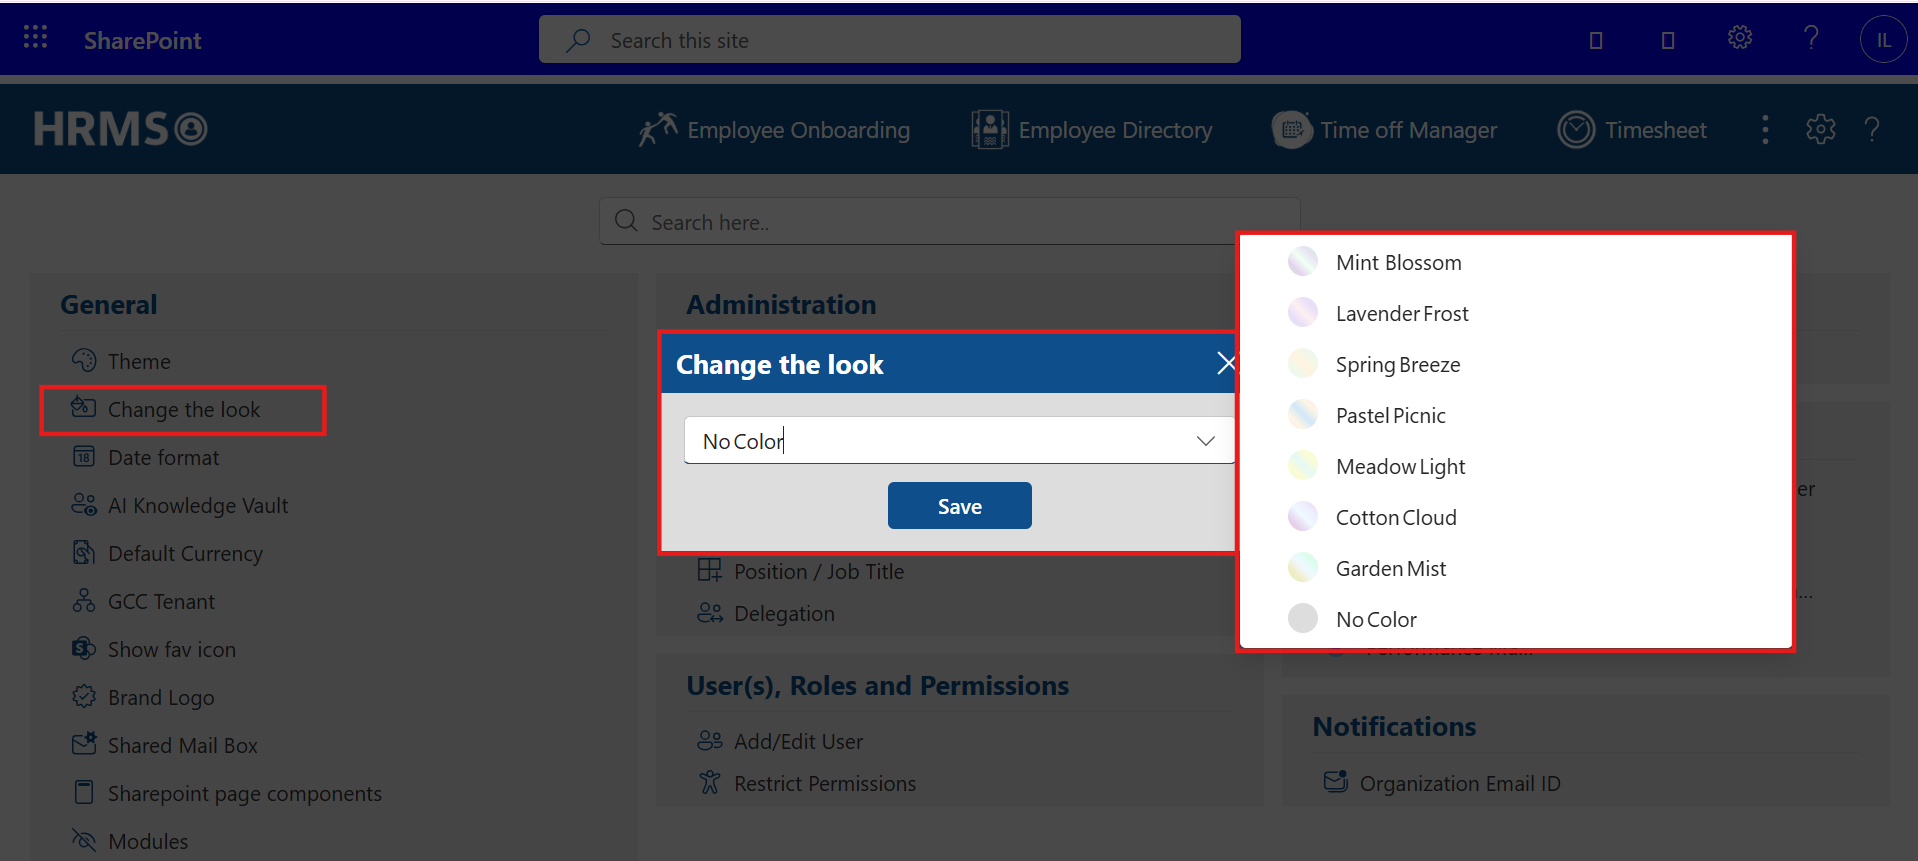 SharePoint
Search this site
IL
HRMS
Employee Onboarding
Employee Directory
Time off Manager
Timesheet
Search here..
General
Theme
Change the look
18
Date format
AI Knowledge Vault
Default Currency
GCC Tenant
S
Show fav icon
Brand Logo
Shared Mail Box
Sharepoint page components
Modules
Administration
Change the look
No Color
Save
Position / Job Title
Delegation
User(s), Roles and Permissions
Add/Edit User
Restrict Permissions
Mint Blossom
Lavender Frost
Spring Breeze
Pastel Picnic
Meadow Light
Cotton Cloud
Garden Mist
No Color
er
...
Notifications
Organization Email ID